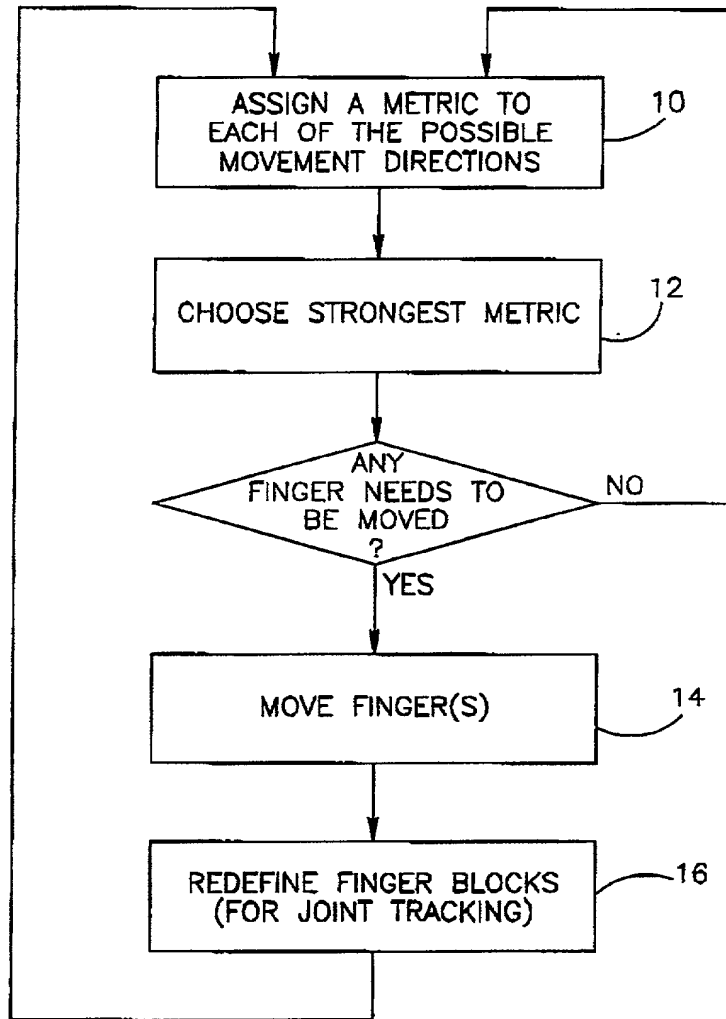 ASSIGN A METRIC TO
EACH OF THE POSSIBLE
MOVEMENT DIRECTIONS
10
CHOOSE STRONGEST METRIC
12
ANY
FINGER NEEDS TO
BE MOVED
?
NO
YES
MOVE FINGER(S)
14
REDEFINE FINGER BLOCKS
(FOR JOINT TRACKING)
16